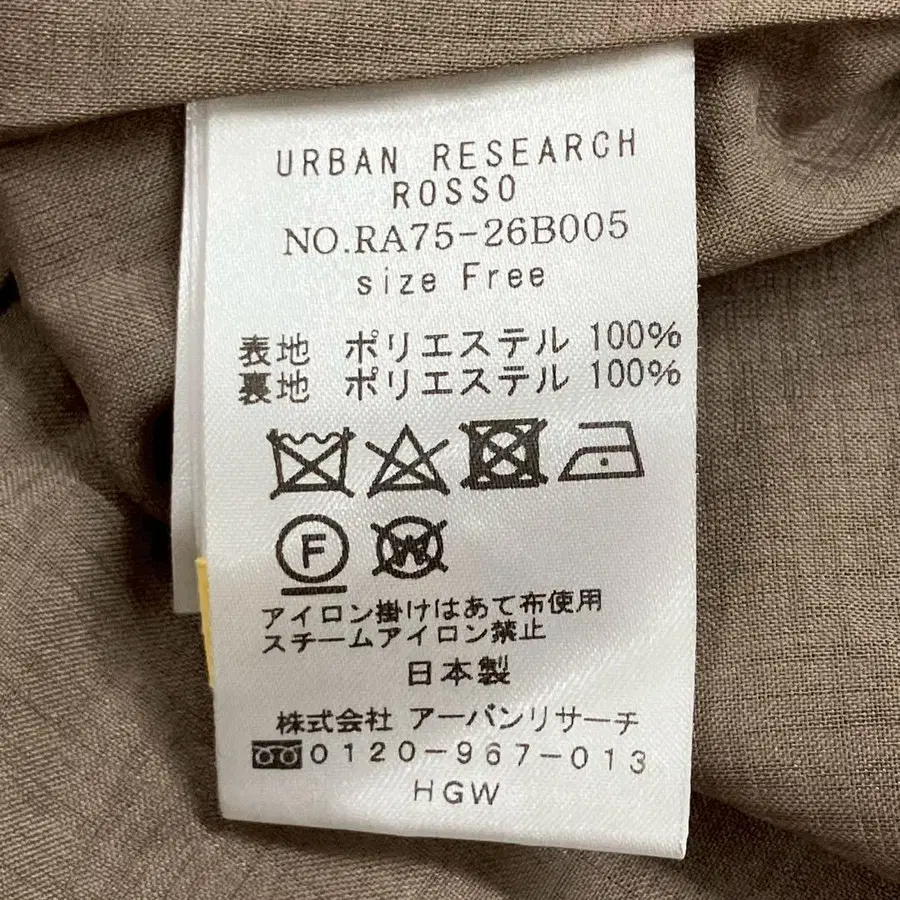 URBAN RESEARCH
ROSSO
NO.RA75-26B005
size Free
表地 ポリエステル 100%
裏地 ポリエステル 100%
F W
アイロン掛けはあて布使用
スチームアイロン禁止
日本製
株式会社 アーバンリサーチ
0120-967-013
HGW